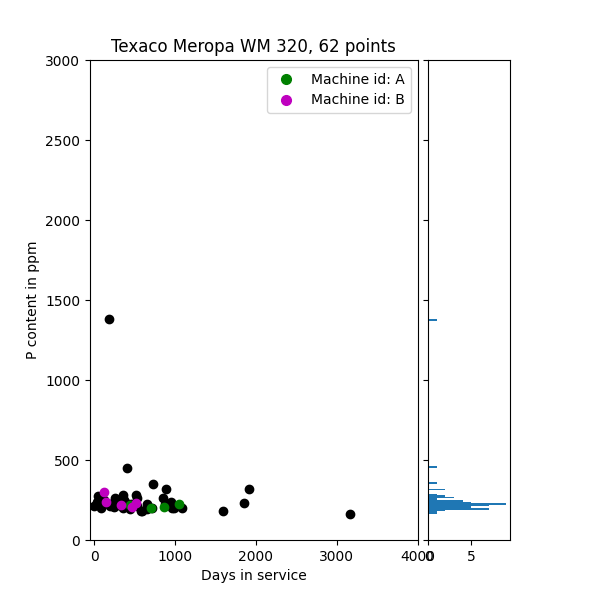 Texaco Meropa WM 320, 62 points
Machine id: A
Machine id: B
P content in ppm
3000
2500
2000
1500
1000
500
0
0 1000 2000 3000 4000
0 5
Days in service